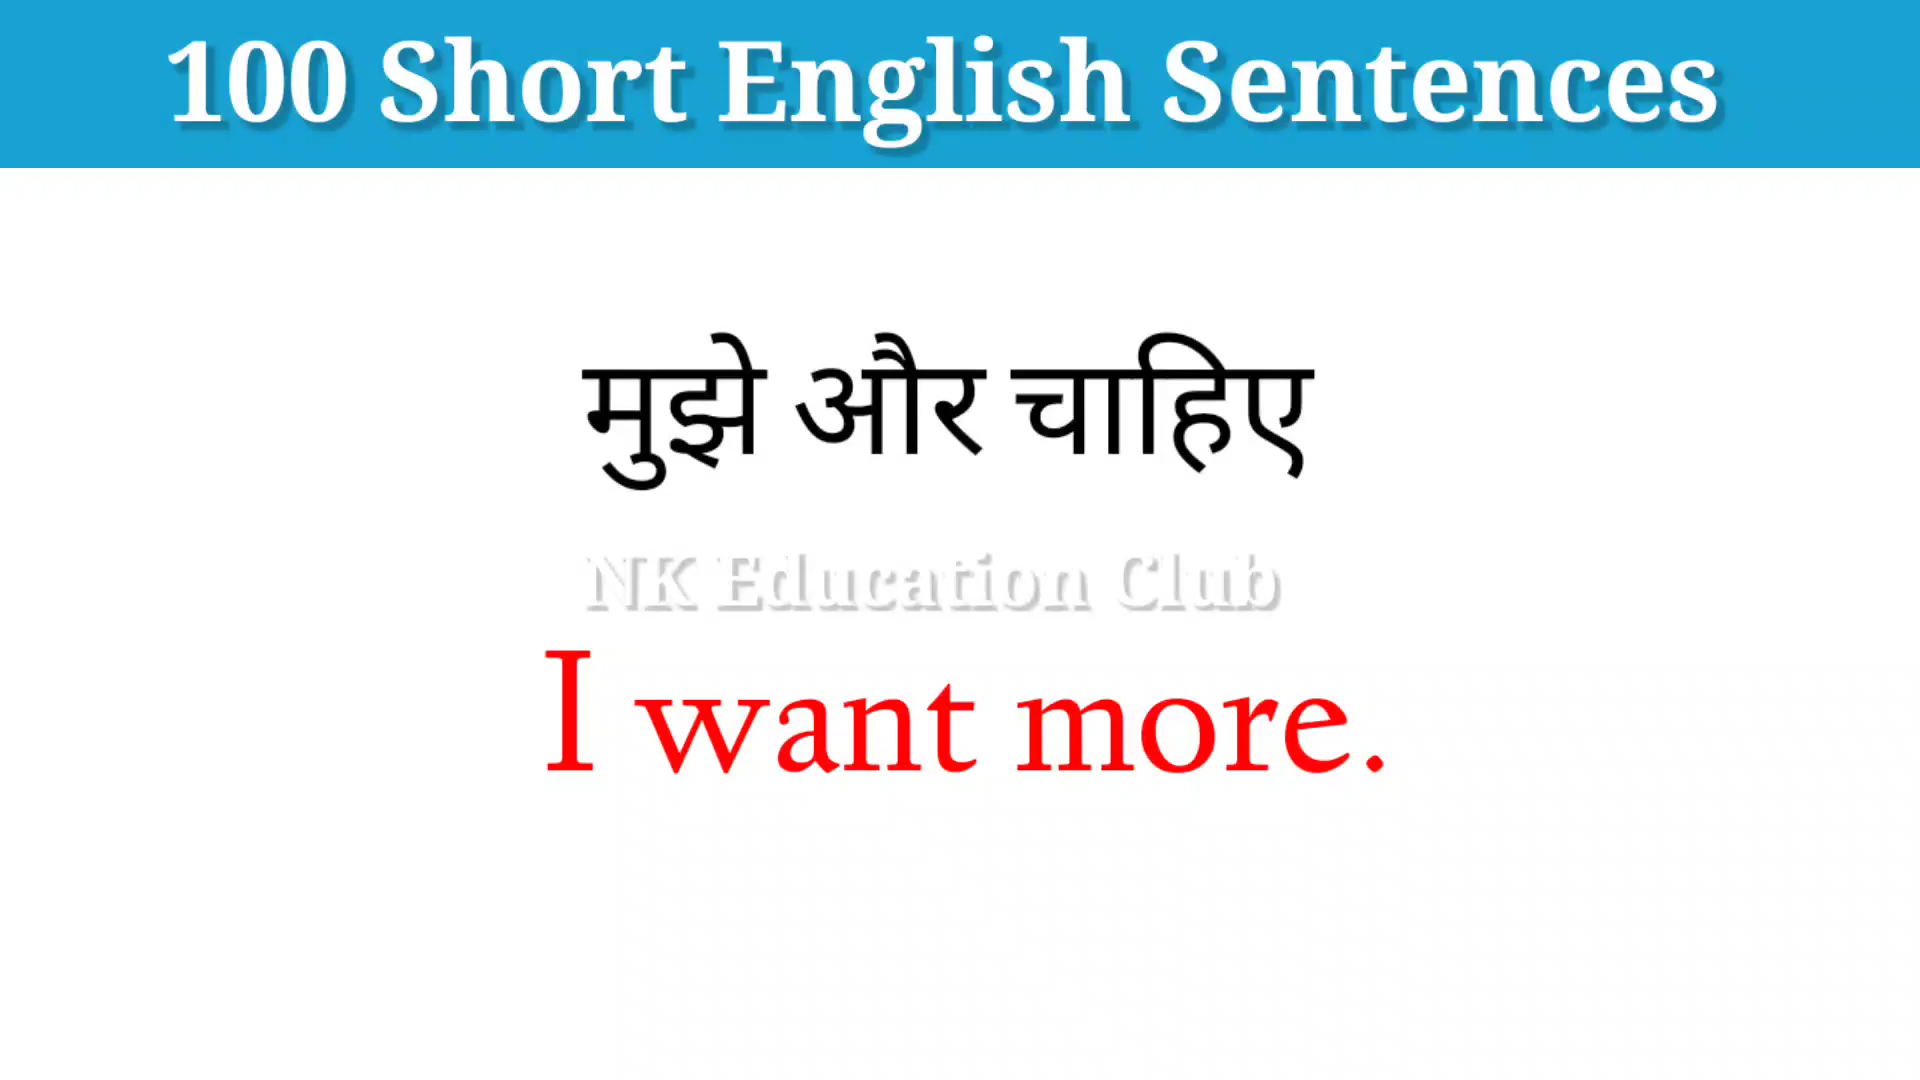 100 Short English Sentences
मुझे और चाहिए
NK Education Club
I want more.